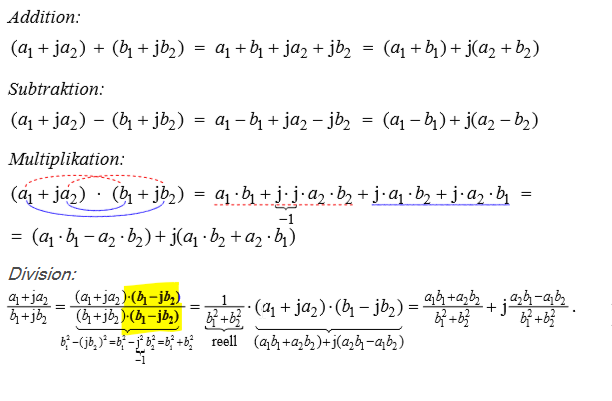 Addition:
(a₁ + ja₂) + (b₁ + jb₂) = a₁ + b₁ + ja₂ + jb₂ = (a₁ + b₁) + j(a₂ + b₂)
Subtraktion:
(a₁ + ja₂) − (b₁ + jb₂) = a₁ − b₁ + ja₂ − jb₂ = (a₁ − b₁) + j(a₂ − b₂)
Multiplikation:
(a₁ + ja₂) · (b₁ + jb₂) = a₁ · b₁ + j · j · a₂ · b₂ + j · a₁ · b₂ + j · a₂ · b₁ =
−1
= (a₁ · b₁ − a₂ · b₂) + j(a₁ · b₂ + a₂ · b₁)
Division:
(a₁+ja₂)/(b₁+jb₂) = ((a₁+ja₂)·(b₁−jb₂))/((b₁+jb₂)·(b₁−jb₂)) = 1/(b₁²+b₂²) · (a₁ + ja₂) · (b₁ − jb₂) = (a₁b₁+a₂b₂)/(b₁²+b₂²) + j (a₂b₁−a₁b₂)/(b₁²+b₂²) .
b₁²−(jb₂)²=b₁²−j²b₂²=b₁²+b₂² reell (a₁b₁+a₂b₂)+j(a₂b₁−a₁b₂)
−1